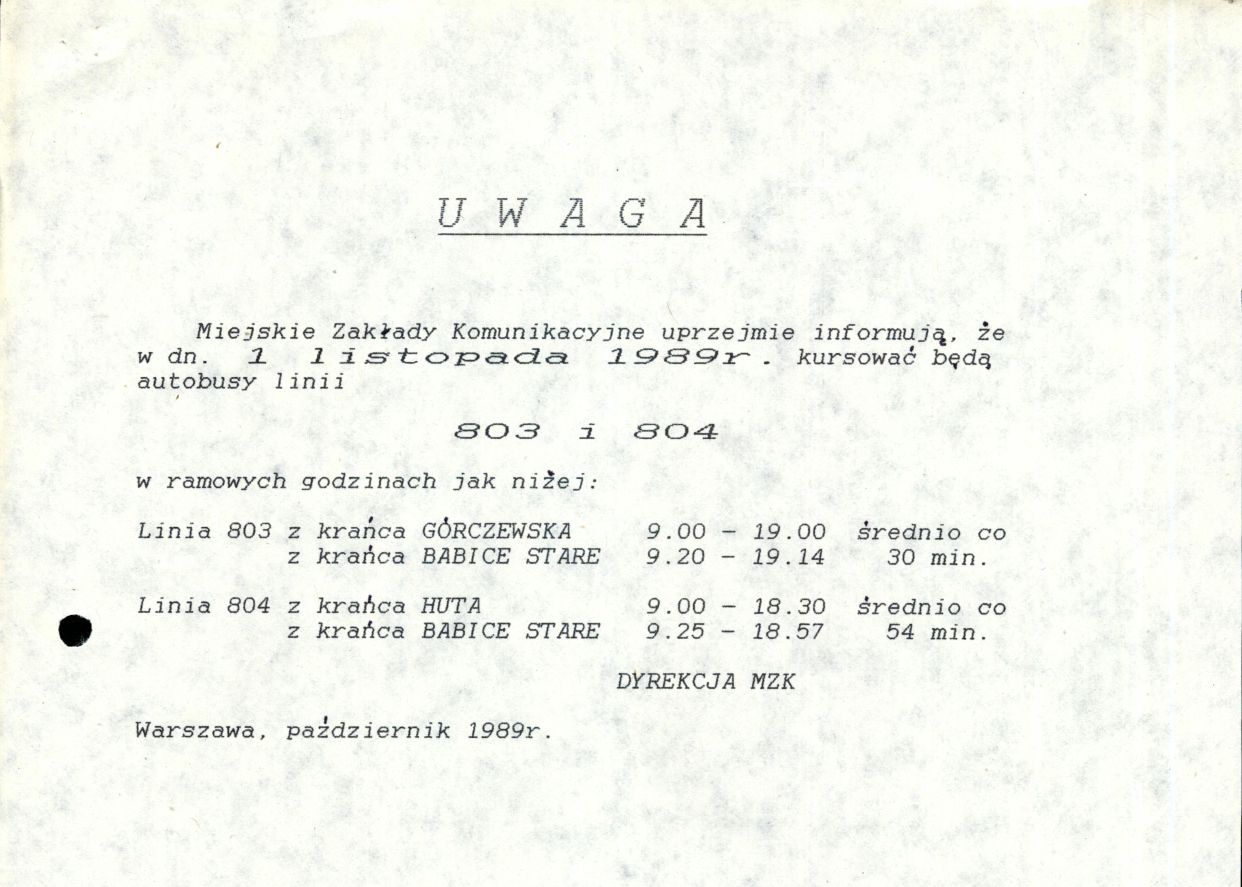 U W A G A
Miejskie Zakłady Komunikacyjne uprzejmie informują, że
w dn. 1 listopada 1989r. kursować będą
autobusy linii
803 i 804
w ramowych godzinach jak niżej:
Linia 803 z krańca GÓRCZEWSKA 9.00 - 19.00 średnio co
z krańca BABICE STARE 9.20 - 19.14 30 min.
Linia 804 z krańca HUTA 9.00 - 18.30 średnio co
z krańca BABICE STARE 9.25 - 18.57 54 min.
DYREKCJA MZK
Warszawa, październik 1989r.